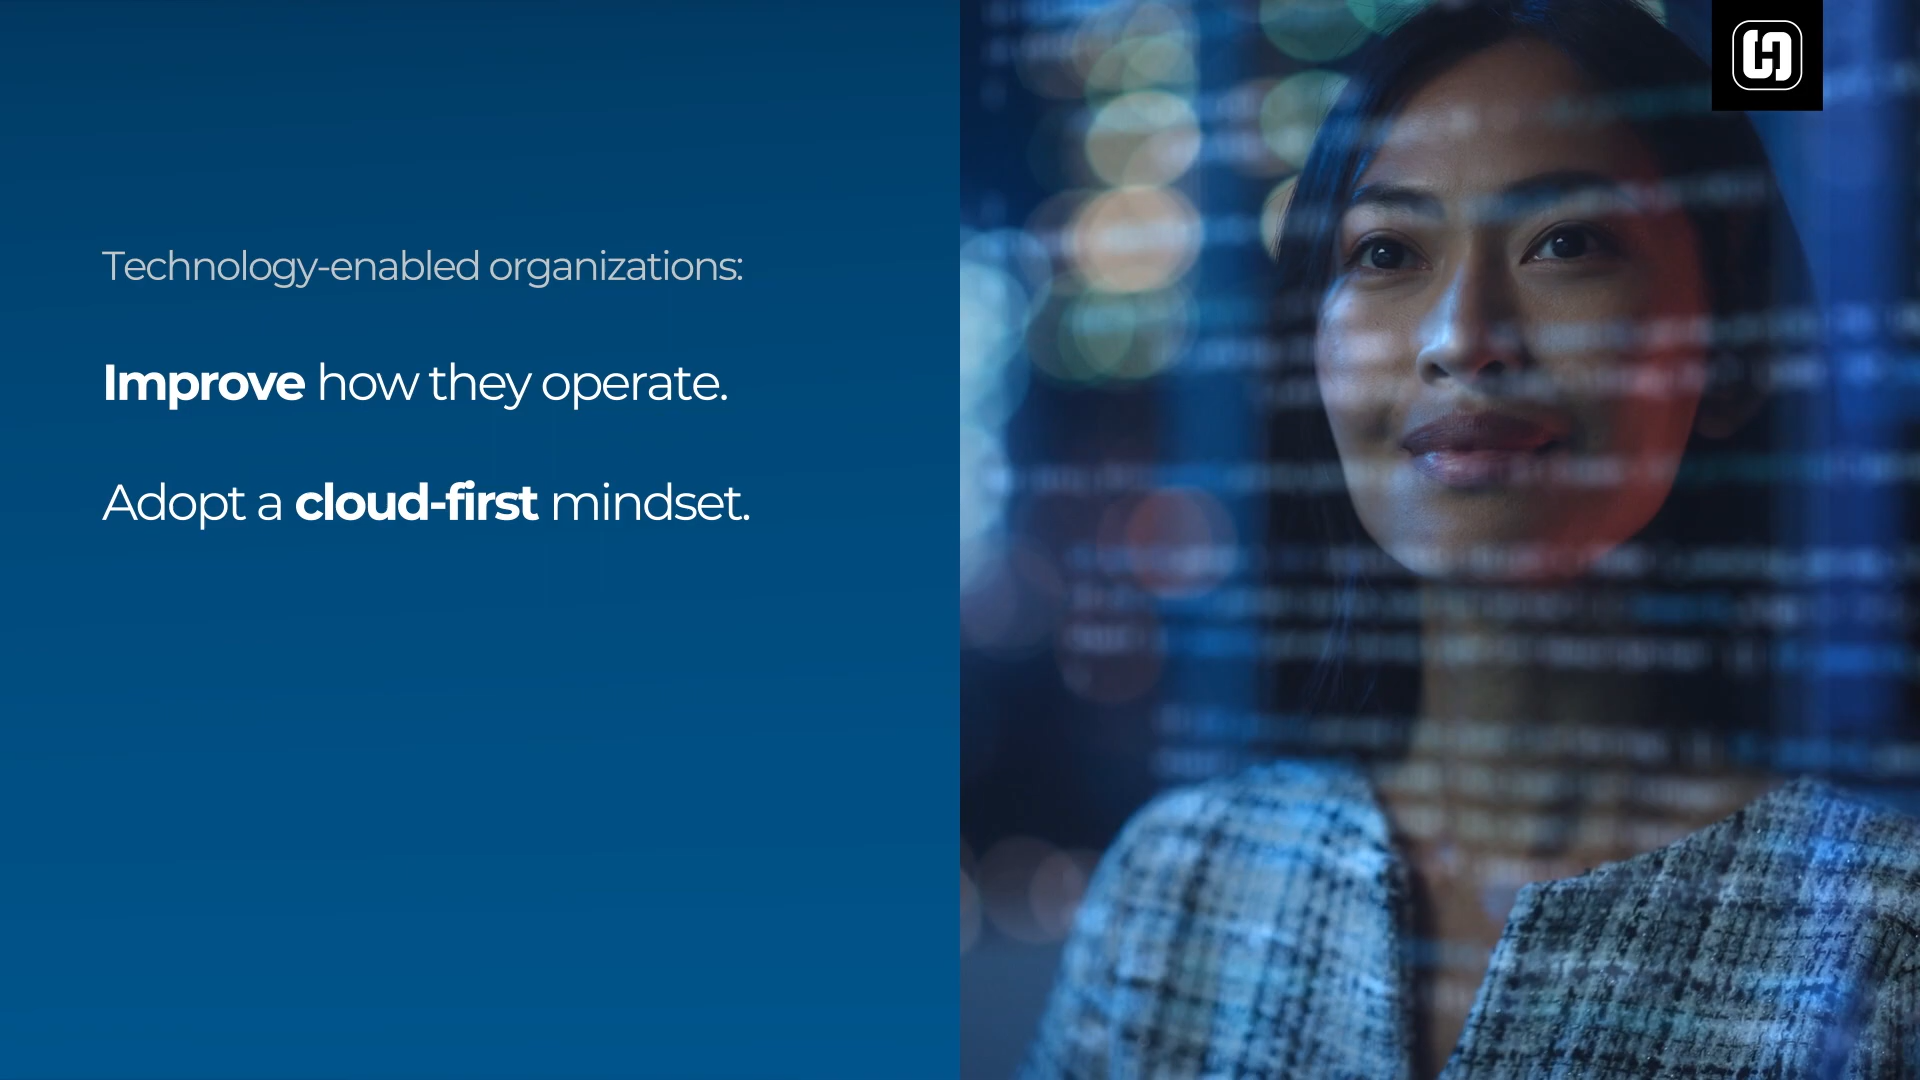 Technology-enabled organizations:
Improve how they operate.
Adopt a cloud-first mindset.